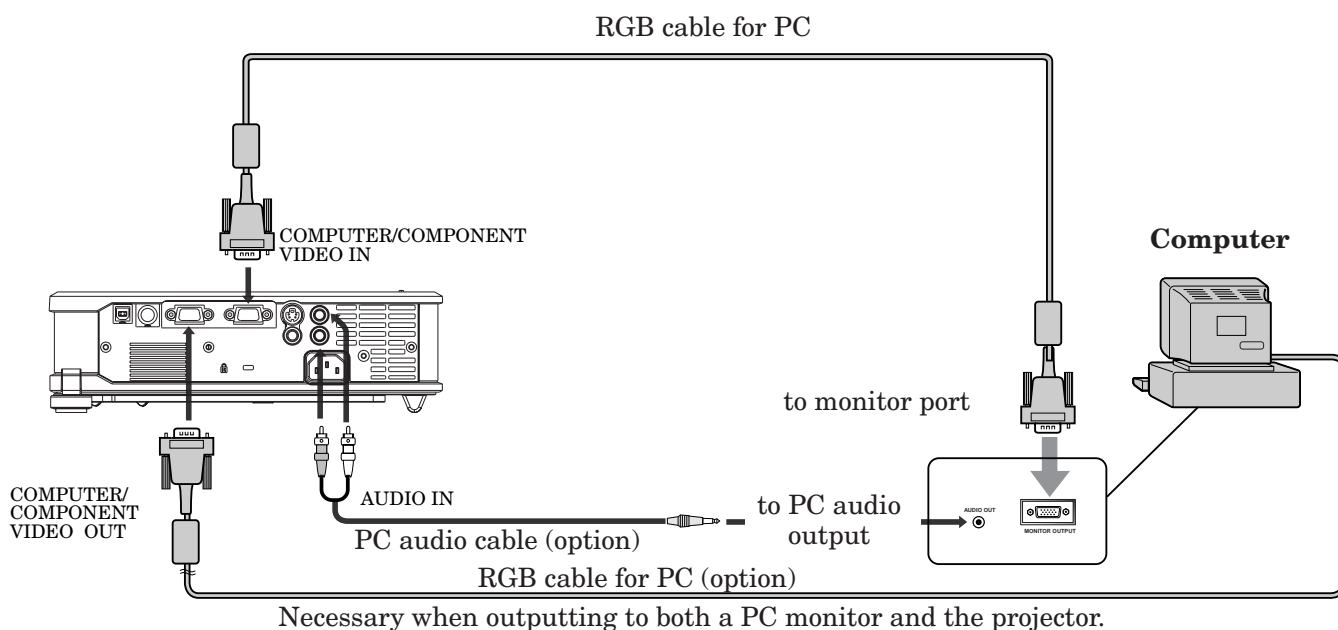 RGB cable for PC
COMPUTER/COMPONENT
VIDEO IN
Computer
to monitor port
COMPUTER/
COMPONENT
VIDEO OUT
AUDIO IN
PC audio cable (option)
to PC audio
output
AUDIO OUT
MONITOR OUTPUT
RGB cable for PC (option)
Necessary when outputting to both a PC monitor and the projector.